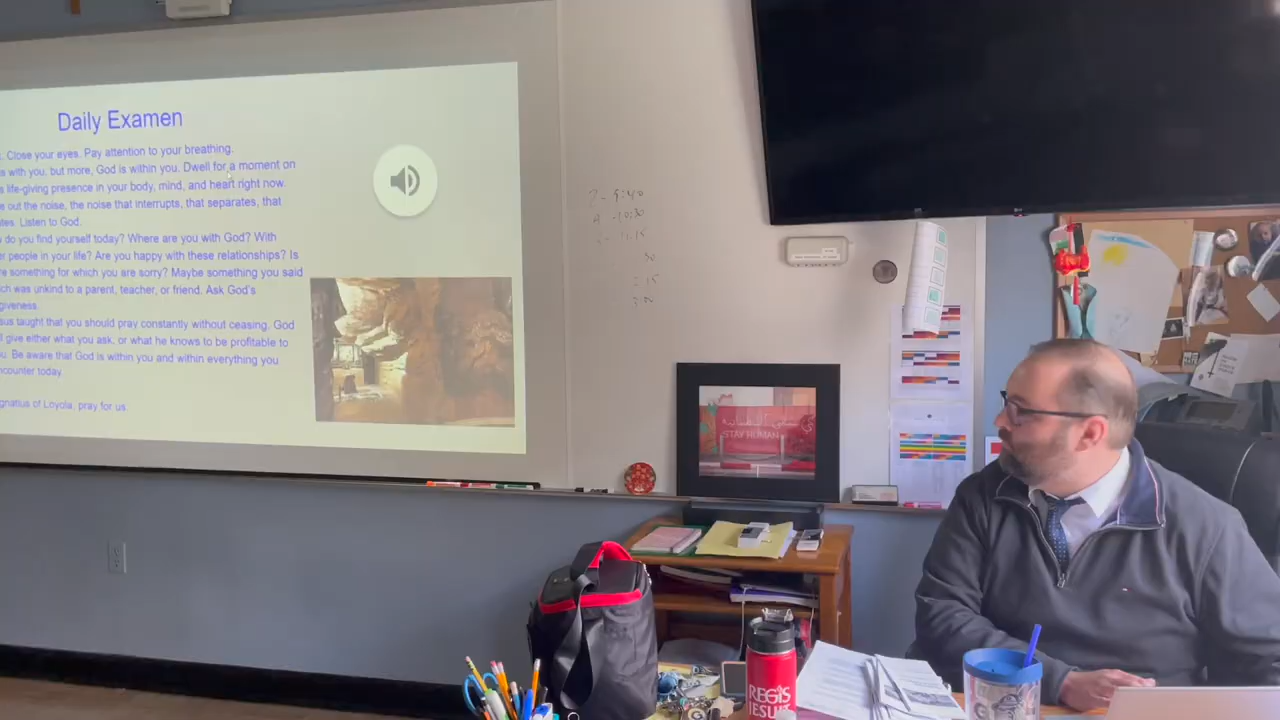 Daily Examen
. Close your eyes. Pay attention to your breathing.
s with you, but more, God is within you. Dwell for a moment on
s life-giving presence in your body, mind, and heart right now.
e out the noise, the noise that interrupts, that separates, that
ates. Listen to God.
do you find yourself today? Where are you with God? With
er people in your life? Are you happy with these relationships? Is
re something for which you are sorry? Maybe something you said
ich was unkind to a parent, teacher, or friend. Ask God's
giveness.
sus taught that you should pray constantly without ceasing. God
l give either what you ask, or what he knows to be profitable to
u. Be aware that God is within you and within everything you
ncounter today.
gnatius of Loyola, pray for us.
STAY HUMAN
REGIS
JESUIT